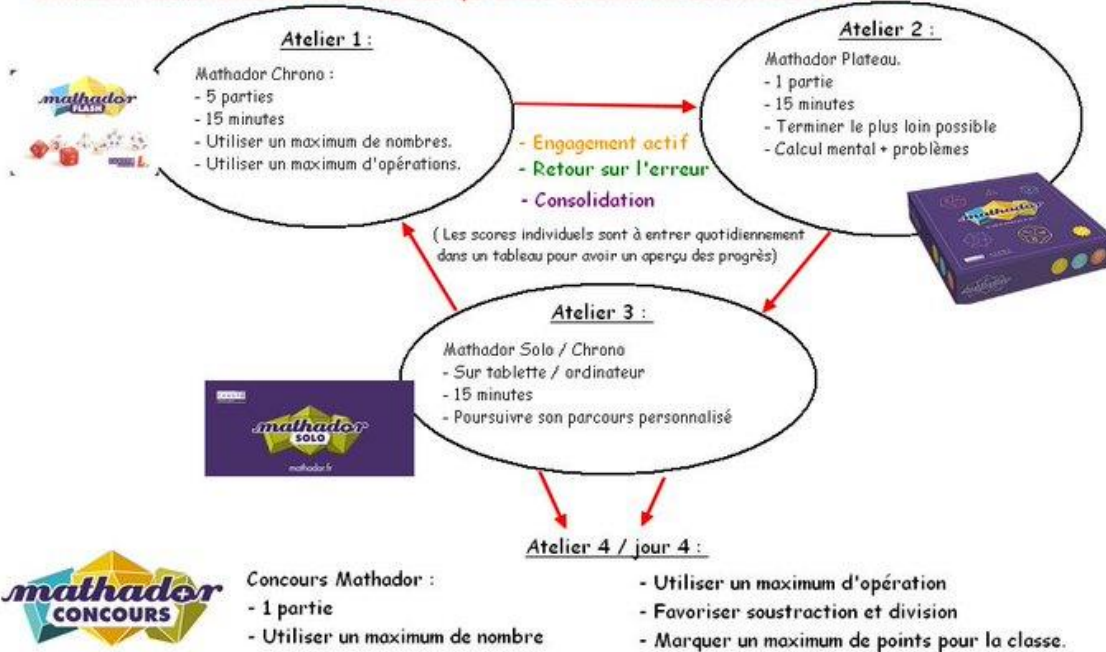 Atelier 1 :
Mathador Chrono :
- 5 parties
- 15 minutes
- Utiliser un maximum de nombres.
- Utiliser un maximum d'opérations.
mathador
FLASH
Atelier 2 :
Mathador Plateau.
- 1 partie
- 15 minutes
- Terminer le plus loin possible
- Calcul mental + problèmes
mathador
- Engagement actif
- Retour sur l'erreur
- Consolidation
( Les scores individuels sont à entrer quotidiennement
dans un tableau pour avoir un aperçu des progrès)
Atelier 3 :
Mathador Solo / Chrono
- Sur tablette / ordinateur
- 15 minutes
- Poursuivre son parcours personnalisé
mathador
SOLO
mathador.fr
Atelier 4 / jour 4 :
mathador
CONCOURS
Concours Mathador :
- 1 partie
- Utiliser un maximum de nombre
- Utiliser un maximum d'opération
- Favoriser soustraction et division
- Marquer un maximum de points pour la classe.